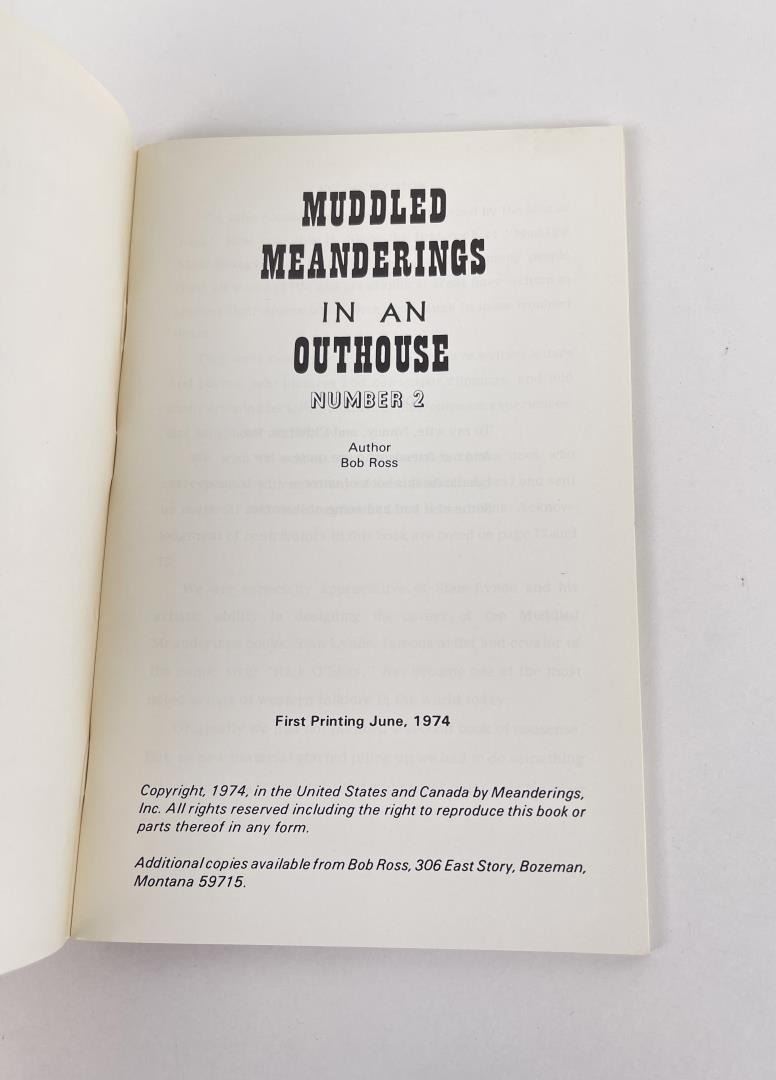 MUDDLED
MEANDERINGS
IN AN
OUTHOUSE
NUMBER 2
Author
Bob Ross
First Printing June, 1974
Copyright, 1974, in the United States and Canada by Meanderings,
Inc. All rights reserved including the right to reproduce this book or
parts thereof in any form.
Additional copies available from Bob Ross, 306 East Story, Bozeman,
Montana 59715.